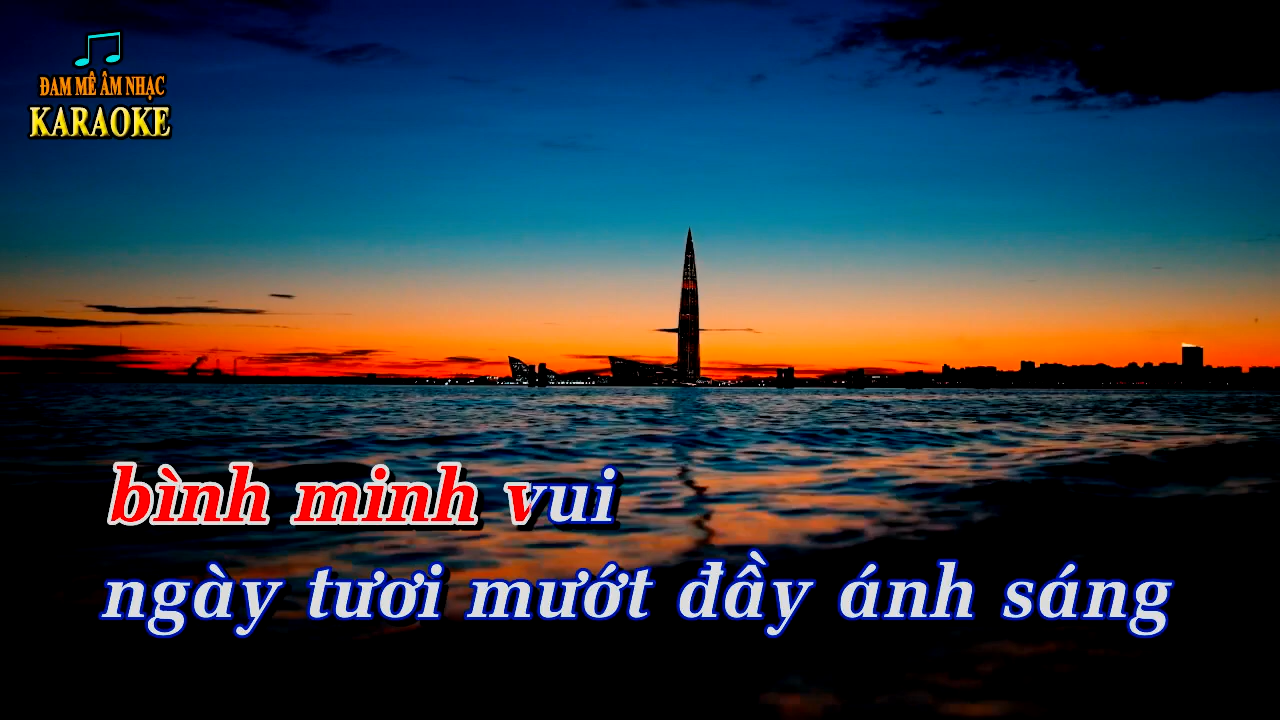 ĐAM MÊ ÂM NHẠC
KARAOKE
bình minh vui
ngày tươi mướt đầy ánh sáng